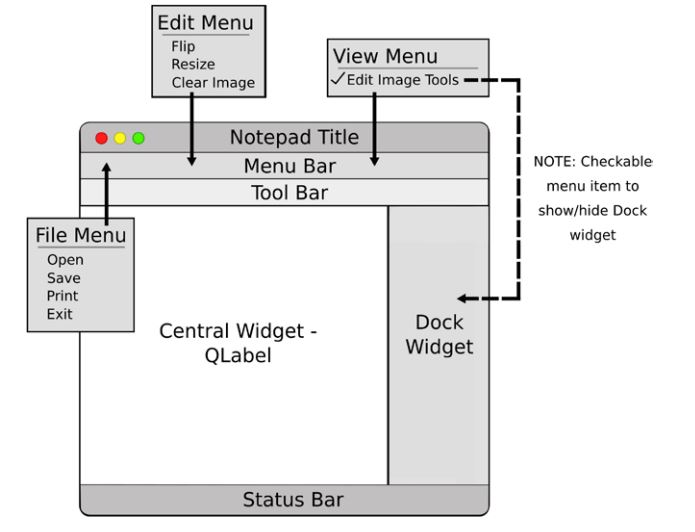 Edit Menu
Flip
Resize
Clear Image
View Menu
✓Edit Image Tools
Notepad Title
Menu Bar
Tool Bar
NOTE: Checkable
menu item to
show/hide Dock
widget
File Menu
Open
Save
Print
Exit
Central Widget -
QLabel
Dock
Widget
Status Bar